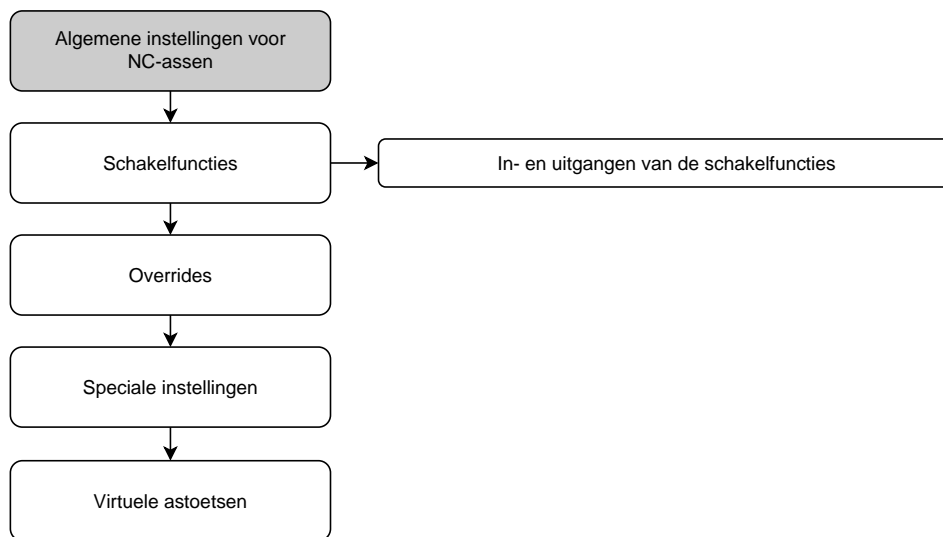 Algemene instellingen voor
NC-assen
Schakelfuncties
In- en uitgangen van de schakelfuncties
Overrides
Speciale instellingen
Virtuele astoetsen